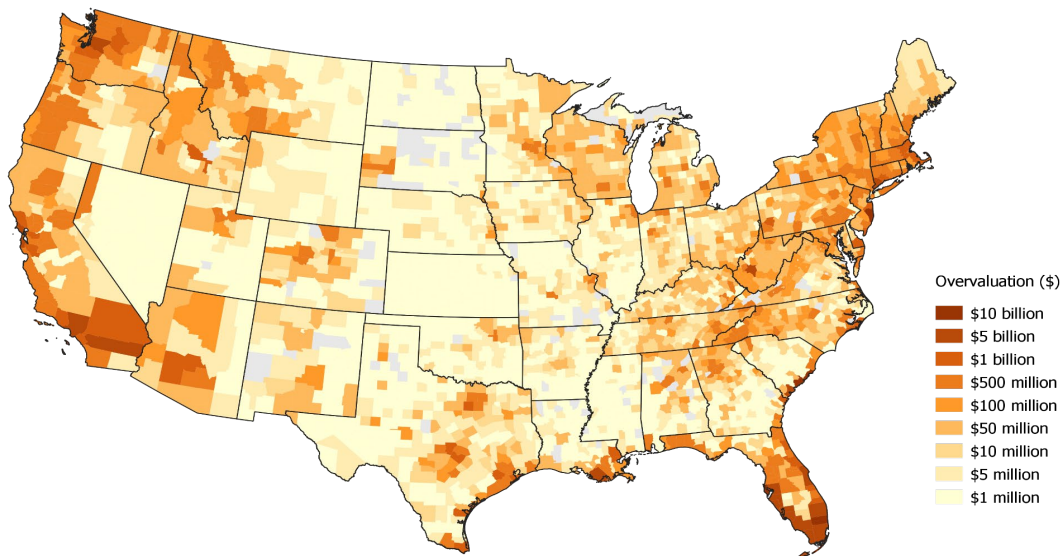 Overvaluation ($)
$10 billion
$5 billion
$1 billion
$500 million
$100 million
$50 million
$10 million
$5 million
$1 million